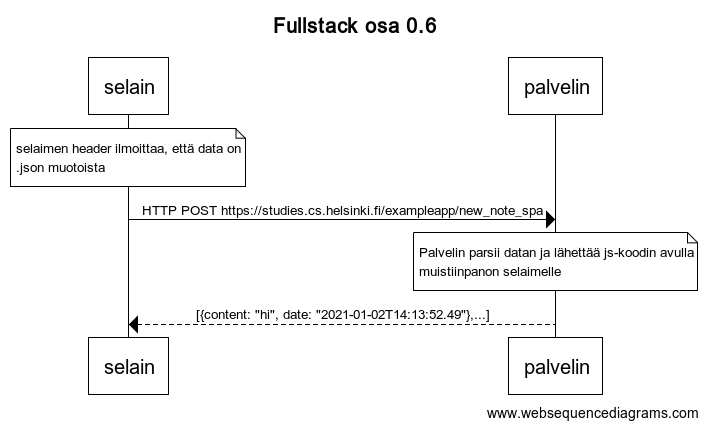 Fullstack osa 0.6
selain
palvelin
selaimen header ilmoittaa, että data on
.json muotoista
HTTP POST https://studies.cs.helsinki.fi/exampleapp/new_note_spa
Palvelin parsii datan ja lähettää js-koodin avulla
muistiinpanon selaimelle
[{content: "hi", date: "2021-01-02T14:13:52.49"},...]
selain
palvelin
www.websequencediagrams.com